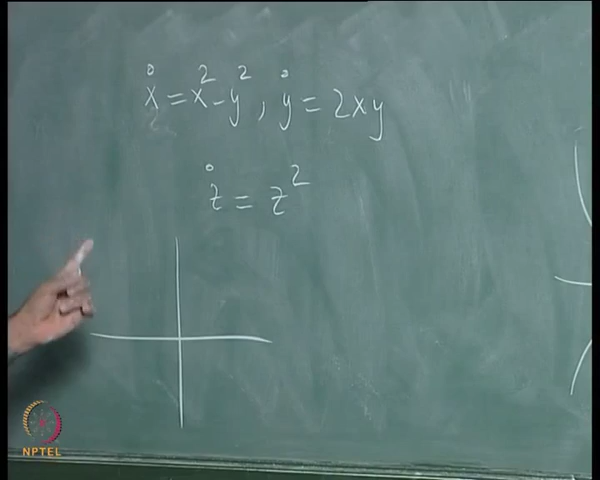 ẋ = x² - y² , ẏ = 2xy
ż = z²
NPTEL